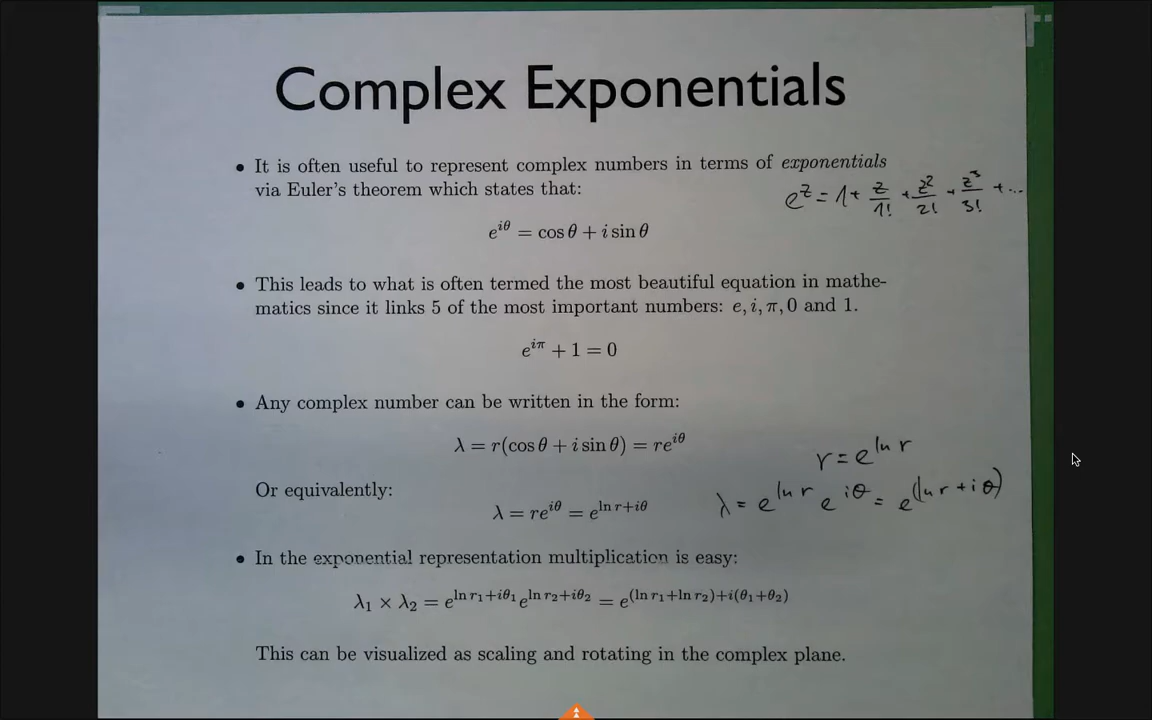 Complex Exponentials
• It is often useful to represent complex numbers in terms of exponentials
via Euler's theorem which states that:
e^z = 1 + z/1! + z²/2! + z³/3! + ...
e^{iθ} = cos θ + i sin θ
• This leads to what is often termed the most beautiful equation in mathe-
matics since it links 5 of the most important numbers: e, i, π, 0 and 1.
e^{iπ} + 1 = 0
• Any complex number can be written in the form:
λ = r(cos θ + i sin θ) = re^{iθ}
r = e^{ln r}
Or equivalently:
λ = re^{iθ} = e^{ln r+iθ}
λ = e^{ln r} e^{iθ} = e^{(ln r + iθ)}
• In the exponential representation multiplication is easy:
λ₁ × λ₂ = e^{ln r₁+iθ₁} e^{ln r₂+iθ₂} = e^{(ln r₁+ln r₂)+i(θ₁+θ₂)}
This can be visualized as scaling and rotating in the complex plane.